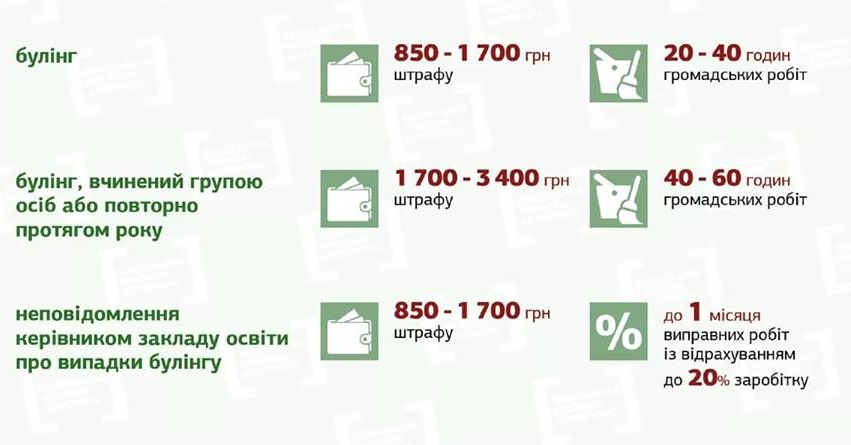 булінг
850 - 1 700 грн
штрафу
20 - 40 годин
громадських робіт
булінг, вчинений групою
осіб або повторно
протягом року
1 700 - 3 400 грн
штрафу
40 - 60 годин
громадських робіт
неповідомлення
керівником закладу освіти
про випадки булінгу
850 - 1 700 грн
штрафу
%
до 1 місяця
виправних робіт
із відрахуванням
до 20% заробітку